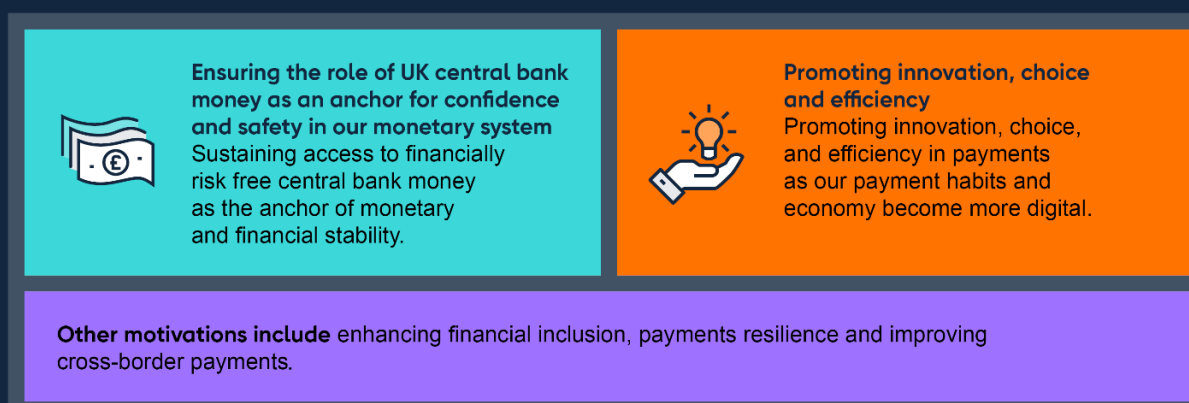 Ensuring the role of UK central bank
money as an anchor for confidence
and safety in our monetary system
Sustaining access to financially
risk free central bank money
as the anchor of monetary
and financial stability.
£
Promoting innovation, choice
and efficiency
Promoting innovation, choice,
and efficiency in payments
as our payment habits and
economy become more digital.
Other motivations include enhancing financial inclusion, payments resilience and improving
cross-border payments.